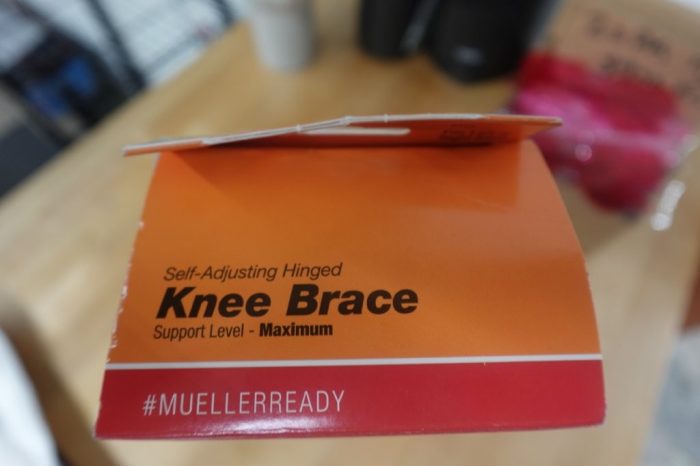 Self-Adjusting Hinged
Knee Brace
Support Level - Maximum
#MUELLERREADY